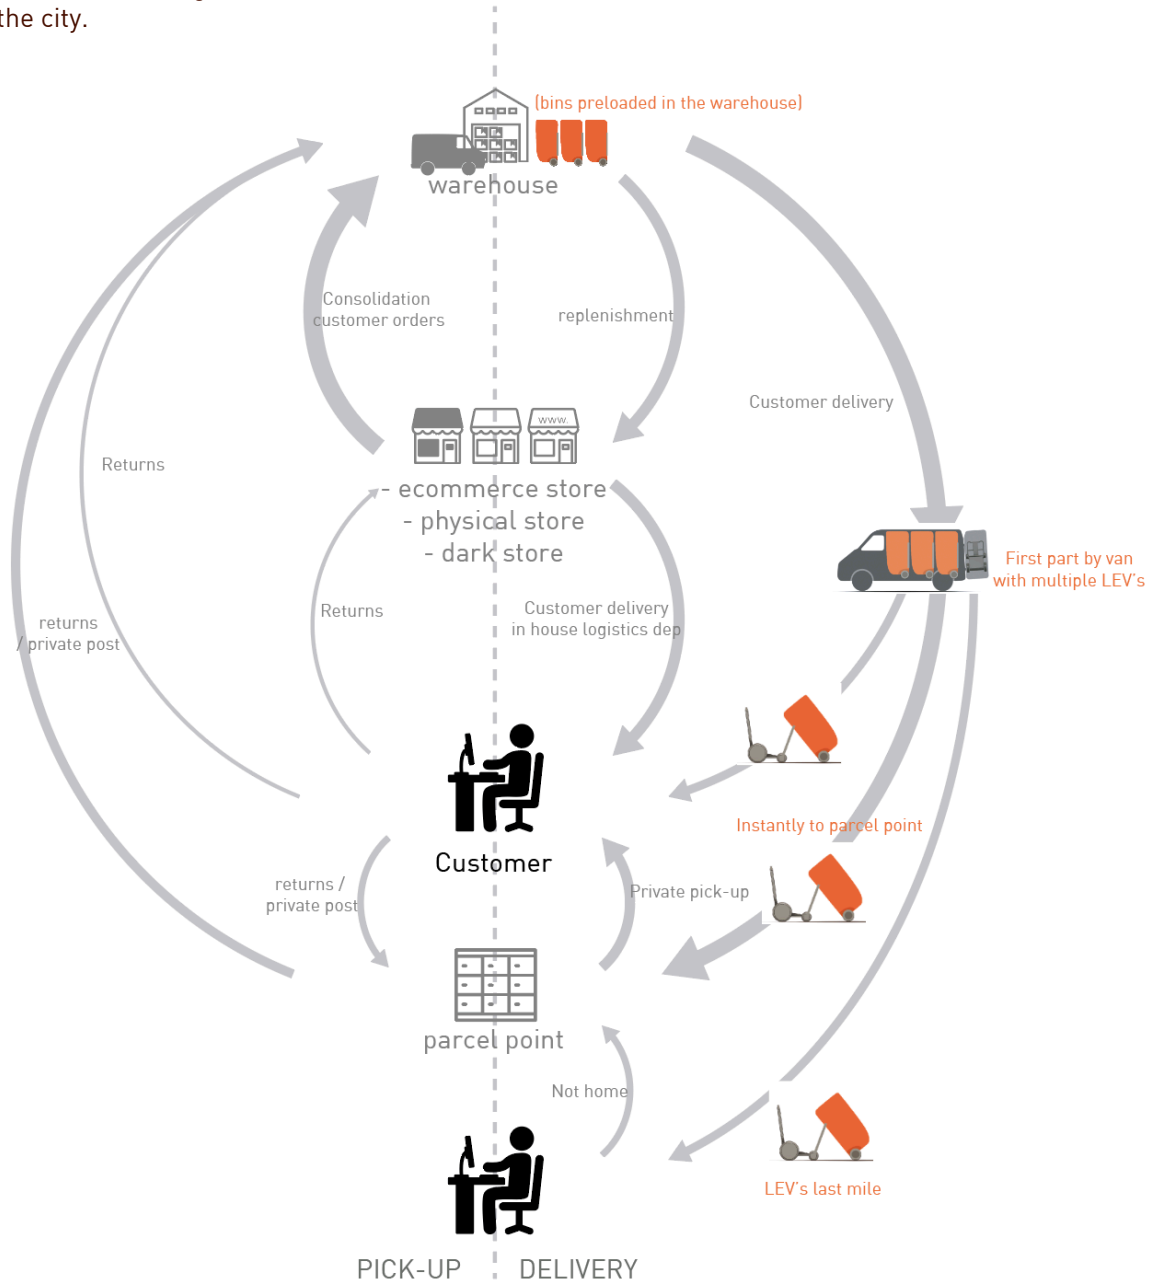 the city.
(bins preloaded in the warehouse)
warehouse
Consolidation
customer orders
replenishment
Customer delivery
www.
Returns
- ecommerce store
- physical store
- dark store
First part by van
with multiple LEV's
Returns
Customer delivery
in house logistics dep
returns
/ private post
Instantly to parcel point
Customer
returns /
private post
Private pick-up
parcel point
Not home
LEV's last mile
PICK-UP
DELIVERY